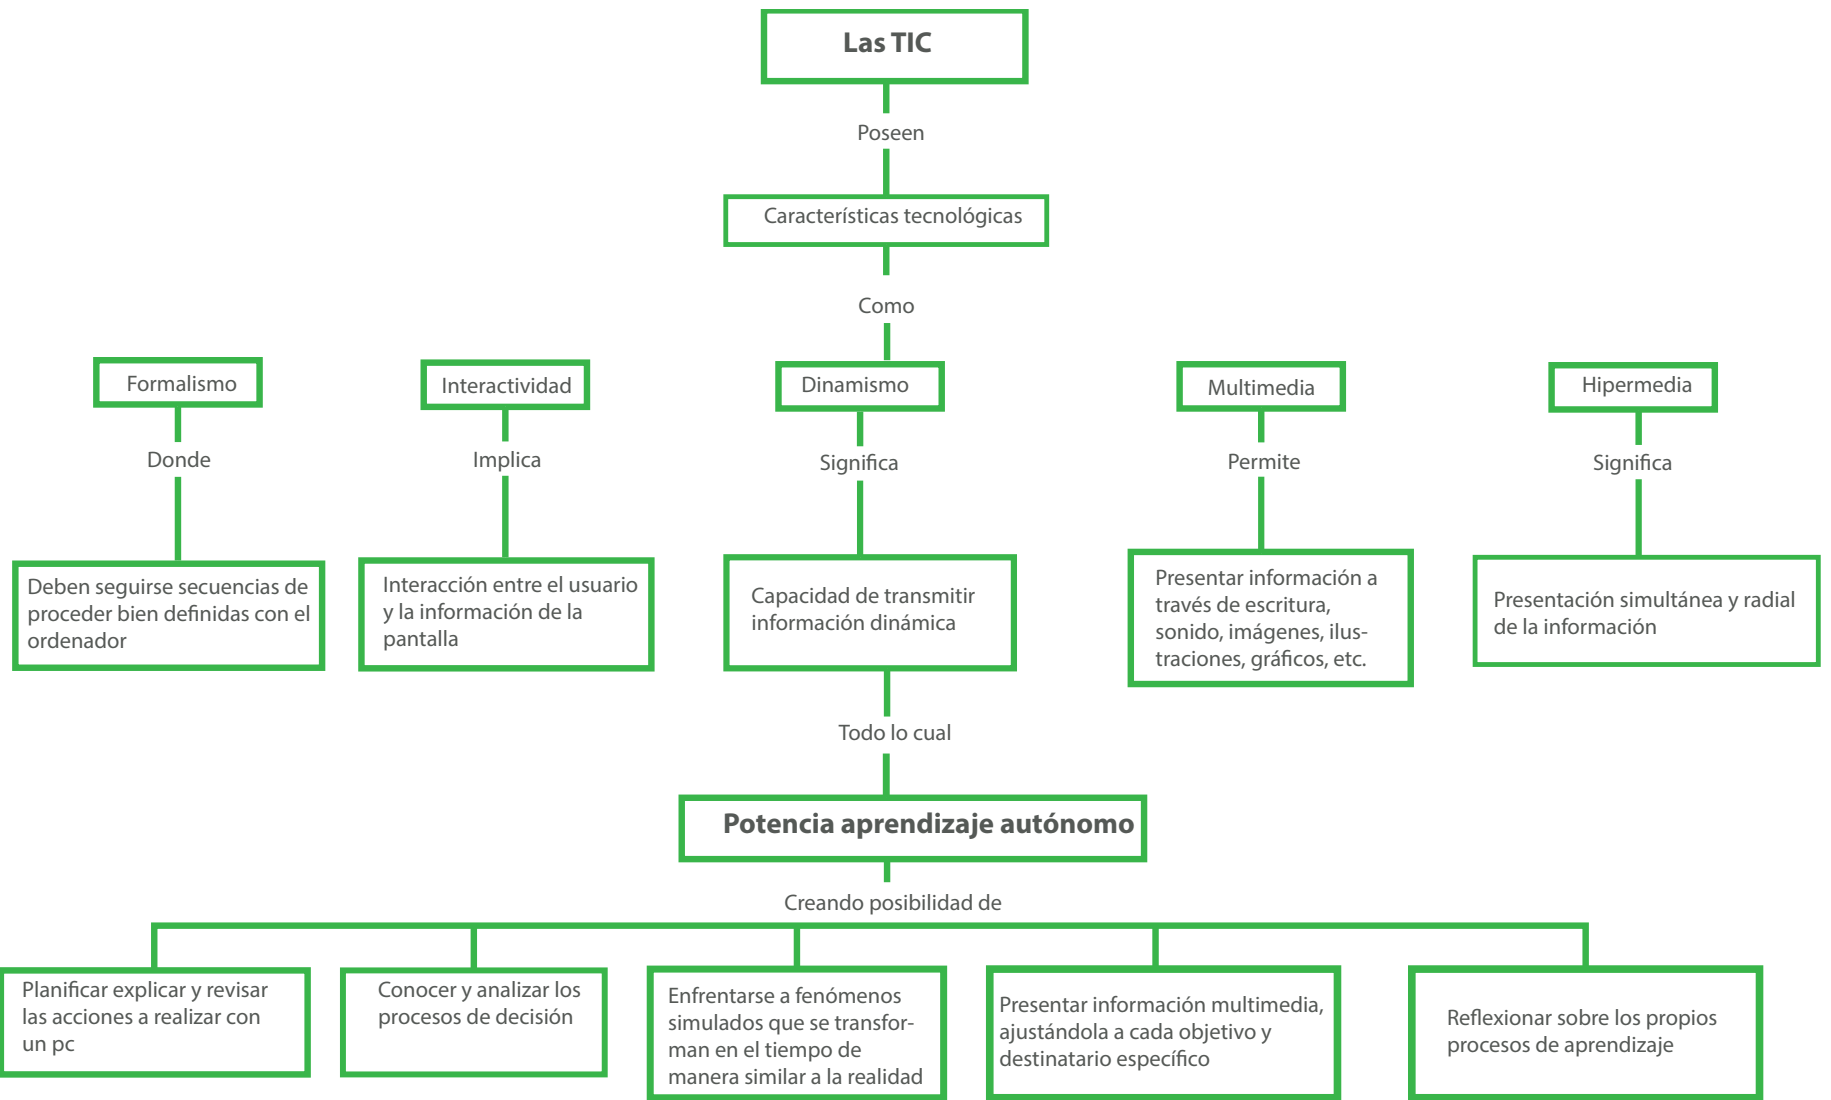 Las TIC
Poseen
Características tecnológicas
Como
Formalismo
Interactividad
Dinamismo
Multimedia
Hipermedia
Donde
Implica
Significa
Permite
Significa
Deben seguirse secuencias de
proceder bien definidas con el
ordenador
Interacción entre el usuario
y la información de la
pantalla
Capacidad de transmitir
información dinámica
Presentar información a
través de escritura,
sonido, imágenes, ilus-
traciones, gráficos, etc.
Presentación simultánea y radial
de la información
Todo lo cual
Potencia aprendizaje autónomo
Creando posibilidad de
Planificar explicar y revisar
las acciones a realizar con
un pc
Conocer y analizar los
procesos de decisión
Enfrentarse a fenómenos
simulados que se transfor-
man en el tiempo de
manera similar a la realidad
Presentar información multimedia,
ajustándola a cada objetivo y
destinatario específico
Reflexionar sobre los propios
procesos de aprendizaje